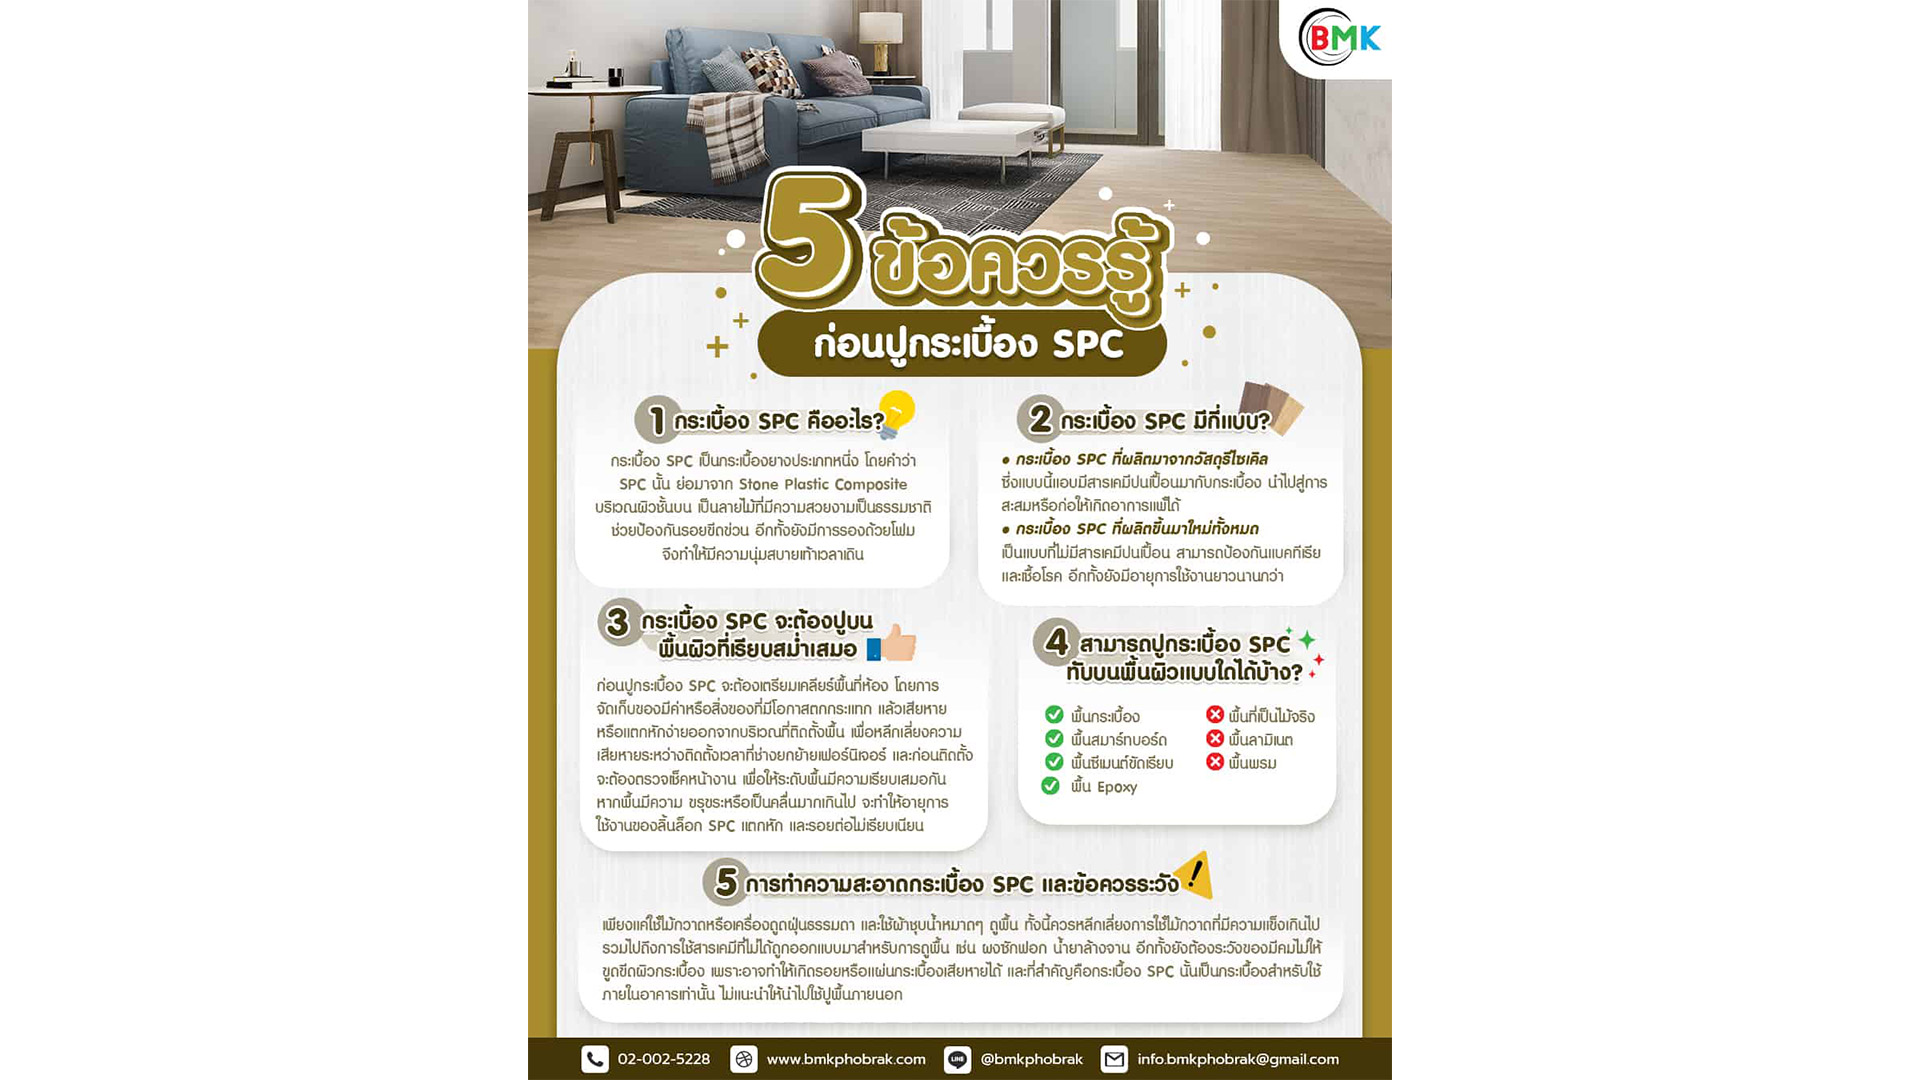 BMK
5 ข้อควรรู้
ก่อนปูกระเบื้อง SPC
1 กระเบื้อง SPC คืออะไร?
กระเบื้อง SPC เป็นกระเบื้องยางประเภทหนึ่ง โดยคำว่า
SPC นั้น ย่อมาจาก Stone Plastic Composite
บริเวณผิวชั้นบน เป็นลายไม้ที่มีความสวยงามเป็นธรรมชาติ
ช่วยป้องกันรอยขีดข่วน อีกทั้งยังมีการรองด้วยโฟม
จึงทำให้มีความนุ่มสบายเท้าเวลาเดิน
2 กระเบื้อง SPC มีกี่แบบ?
• กระเบื้อง SPC ที่ผลิตมาจากวัสดุรีไซเคิล
ซึ่งแบบนี้แอบมีสารเคมีปนเปื้อนมากับกระเบื้อง นำไปสู่การ
สะสมหรือก่อให้เกิดอาการแพ้ได้
• กระเบื้อง SPC ที่ผลิตขึ้นมาใหม่ทั้งหมด
เป็นแบบที่ไม่มีสารเคมีปนเปื้อน สามารถป้องกันแบคทีเรีย
และเชื้อโรค อีกทั้งยังมีอายุการใช้งานยาวนานกว่า
3 กระเบื้อง SPC จะต้องปูบน
พื้นผิวที่เรียบสม่ำเสมอ
ก่อนปูกระเบื้อง SPC จะต้องเตรียมเคลียร์พื้นที่ห้อง โดยการ
จัดเก็บของมีค่าหรือสิ่งของที่มีโอกาสตกกระแทก แล้วเสียหาย
หรือแตกหักง่ายออกจากบริเวณที่ติดตั้งพื้น เพื่อหลีกเลี่ยงความ
เสียหายระหว่างติดตั้งเวลาที่ช่างยกย้ายเฟอร์นิเจอร์ และก่อนติดตั้ง
จะต้องตรวจเช็คหน้างาน เพื่อให้ระดับพื้นมีความเรียบเสมอกัน
หากพื้นมีความ ขรุขระหรือเป็นคลื่นมากเกินไป จะทำให้อายุการ
ใช้งานของลิ้นล็อก SPC แตกหัก และรอยต่อไม่เรียบเนียน
4 สามารถปูกระเบื้อง SPC
ทับบนพื้นผิวแบบใดได้บ้าง?
พื้นกระเบื้อง
พื้นสมาร์ทบอร์ด
พื้นซีเมนต์ขัดเรียบ
พื้น Epoxy
พื้นที่เป็นไม้จริง
พื้นลามิเนต
พื้นพรม
5 การทำความสะอาดกระเบื้อง SPC และข้อควรระวัง
เพียงแค่ใช้ไม้กวาดหรือเครื่องดูดฝุ่นธรรมดา และใช้ผ้าชุบน้ำหมาดๆ ถูพื้น ทั้งนี้ควรหลีกเลี่ยงการใช้ไม้กวาดที่มีความแข็งเกินไป
รวมไปถึงการใช้สารเคมีที่ไม่ได้ถูกออกแบบมาสำหรับการถูพื้น เช่น ผงซักฟอก น้ำยาล้างจาน อีกทั้งยังต้องระวังของมีคมไม่ให้
ขูดขีดผิวกระเบื้อง เพราะอาจทำให้เกิดรอยหรือแผ่นกระเบื้องเสียหายได้ และที่สำคัญคือกระเบื้อง SPC นั้นเป็นกระเบื้องสำหรับใช้
ภายในอาคารเท่านั้น ไม่แนะนำให้นำไปใช้ปูพื้นภายนอก
02-002-5228 www.bmkphobrak.com LINE @bmkphobrak info.bmkphobrak@gmail.com